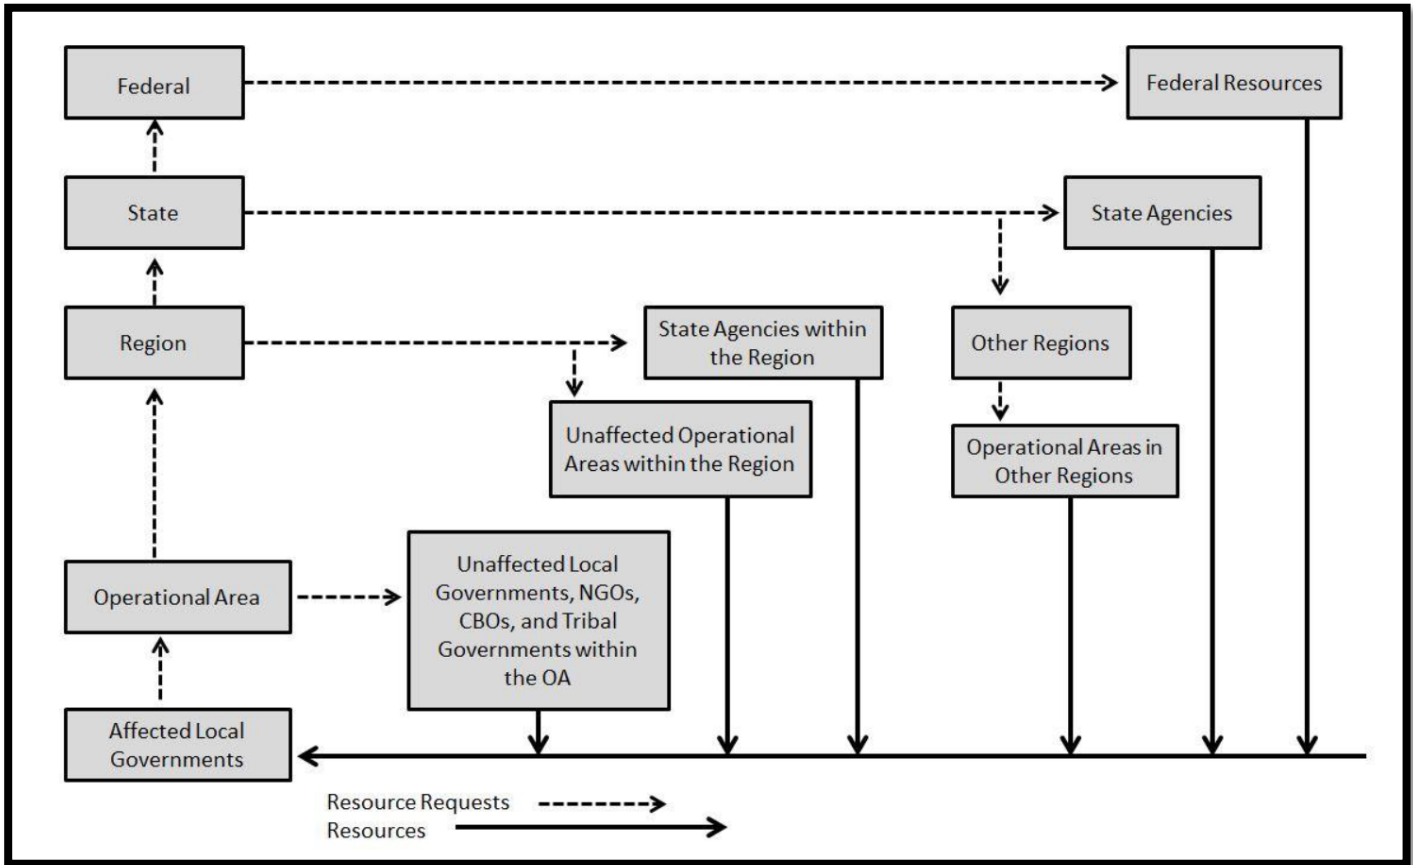 Federal
Federal Resources
State
State Agencies
Region
State Agencies within
the Region
Other Regions
Unaffected Operational
Areas within the Region
Operational Areas in
Other Regions
Operational Area
Unaffected Local
Governments, NGOs,
CBOs, and Tribal
Governments within
the OA
Affected Local
Governments
Resource Requests
Resources